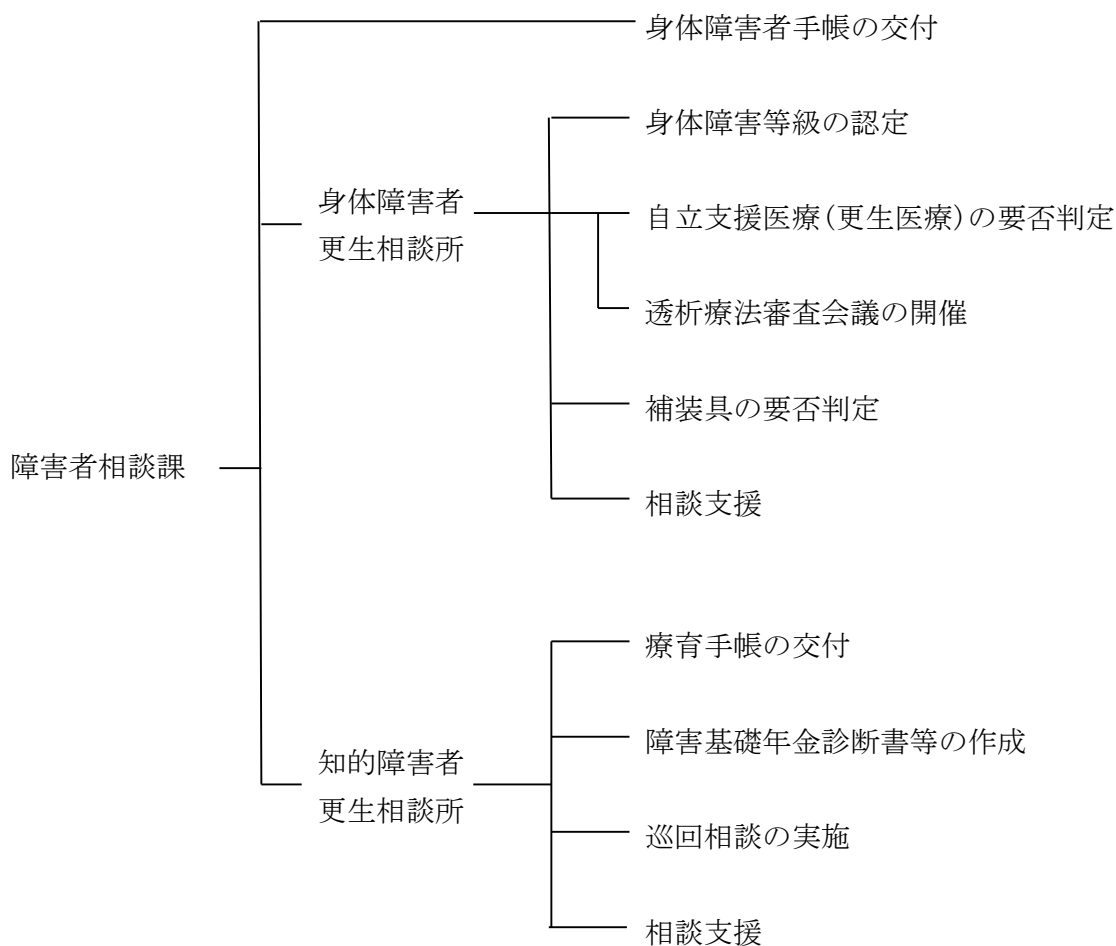 身体障害者手帳の交付
身体障害等級の認定
身体障害者
更生相談所
自立支援医療(更生医療)の要否判定
透析療法審査会議の開催
補装具の要否判定
障害者相談課
相談支援
療育手帳の交付
障害基礎年金診断書等の作成
知的障害者
更生相談所
巡回相談の実施
相談支援